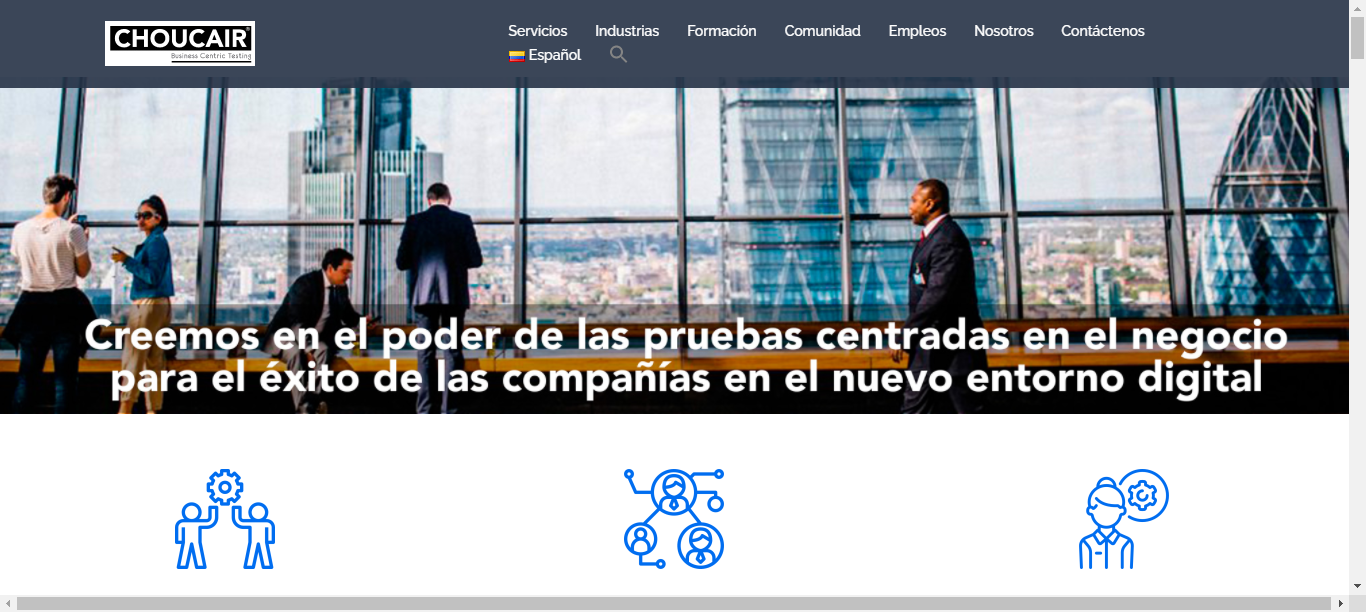 CHOUCAIR
Business Centric Testing
Servicios Industrias Formación Comunidad Empleos Nosotros Contáctenos
Español
Creemos en el poder de las pruebas centradas en el negocio
para el éxito de las compañías en el nuevo entorno digital